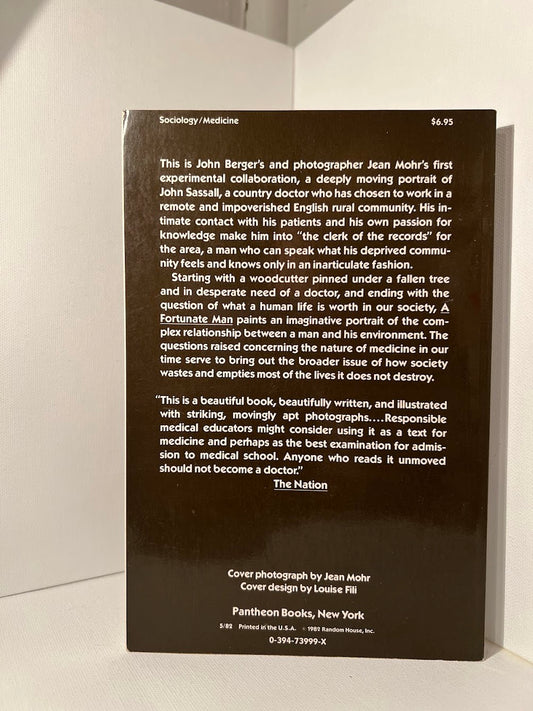 Sociology/Medicine $6.95
This is John Berger's and photographer Jean Mohr's first
experimental collaboration, a deeply moving portrait of
John Sassall, a country doctor who has chosen to work in a
remote and impoverished English rural community. His in-
timate contact with his patients and his own passion for
knowledge make him into "the clerk of the records" for
the area, a man who can speak what his deprived commu-
nity feels and knows only in an inarticulate fashion.
Starting with a woodcutter pinned under a fallen tree
and in desperate need of a doctor, and ending with the
question of what a human life is worth in our society, A
Fortunate Man paints an imaginative portrait of the com-
plex relationship between a man and his environment. The
questions raised concerning the nature of medicine in our
time serve to bring out the broader issue of how society
wastes and empties most of the lives it does not destroy.
"This is a beautiful book, beautifully written, and illustrated
with striking, movingly apt photographs....Responsible
medical educators might consider using it as a text for
medicine and perhaps as the best examination for admis-
sion to medical school. Anyone who reads it unmoved
should not become a doctor."
The Nation
Cover photograph by Jean Mohr
Cover design by Louise Fili
Pantheon Books, New York
5/82 Printed in the U.S.A. © 1982 Random House, Inc.
0-394-73999-X